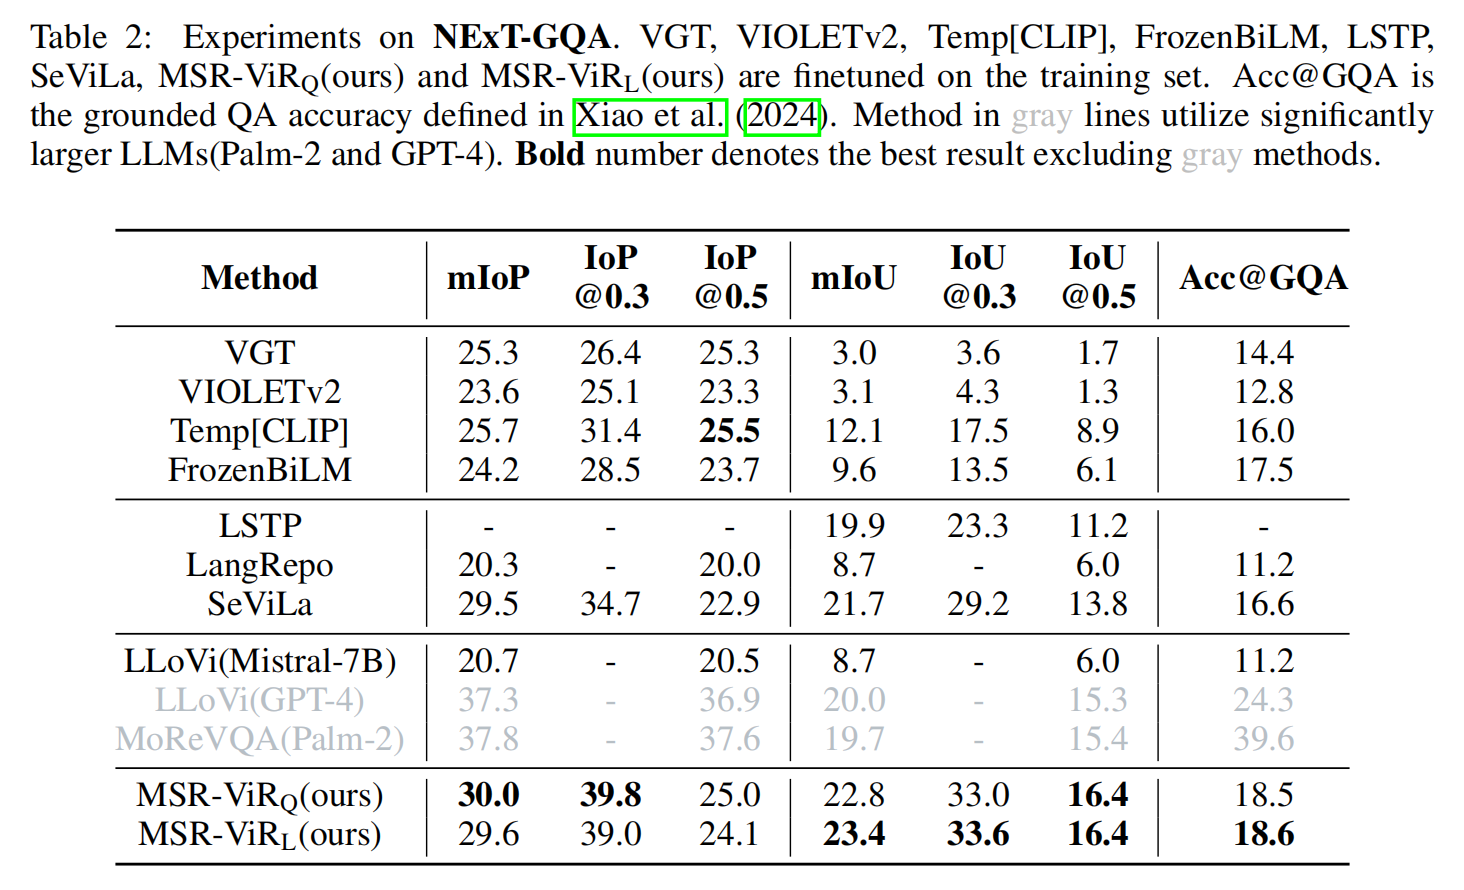 Table 2: Experiments on NExT-GQA. VGT, VIOLETv2, Temp[CLIP], FrozenBiLM, LSTP,
SeViLa, MSR-ViR_Q(ours) and MSR-ViR_L(ours) are finetuned on the training set. Acc@GQA is
the grounded QA accuracy defined in Xiao et al. (2024). Method in gray lines utilize significantly
larger LLMs(Palm-2 and GPT-4). Bold number denotes the best result excluding gray methods.
Method mIoP IoP @0.3 IoP @0.5 mIoU IoU @0.3 IoU @0.5 Acc@GQA
VGT 25.3 26.4 25.3 3.0 3.6 1.7 14.4
VIOLETv2 23.6 25.1 23.3 3.1 4.3 1.3 12.8
Temp[CLIP] 25.7 31.4 25.5 12.1 17.5 8.9 16.0
FrozenBiLM 24.2 28.5 23.7 9.6 13.5 6.1 17.5
LSTP - - - 19.9 23.3 11.2 -
LangRepo 20.3 - 20.0 8.7 - 6.0 11.2
SeViLa 29.5 34.7 22.9 21.7 29.2 13.8 16.6
LLoVi(Mistral-7B) 20.7 - 20.5 8.7 - 6.0 11.2
LLoVi(GPT-4) 37.3 - 36.9 20.0 - 15.3 24.3
MoReVQA(Palm-2) 37.8 - 37.6 19.7 - 15.4 39.6
MSR-ViR_Q(ours) 30.0 39.8 25.0 22.8 33.0 16.4 18.5
MSR-ViR_L(ours) 29.6 39.0 24.1 23.4 33.6 16.4 18.6